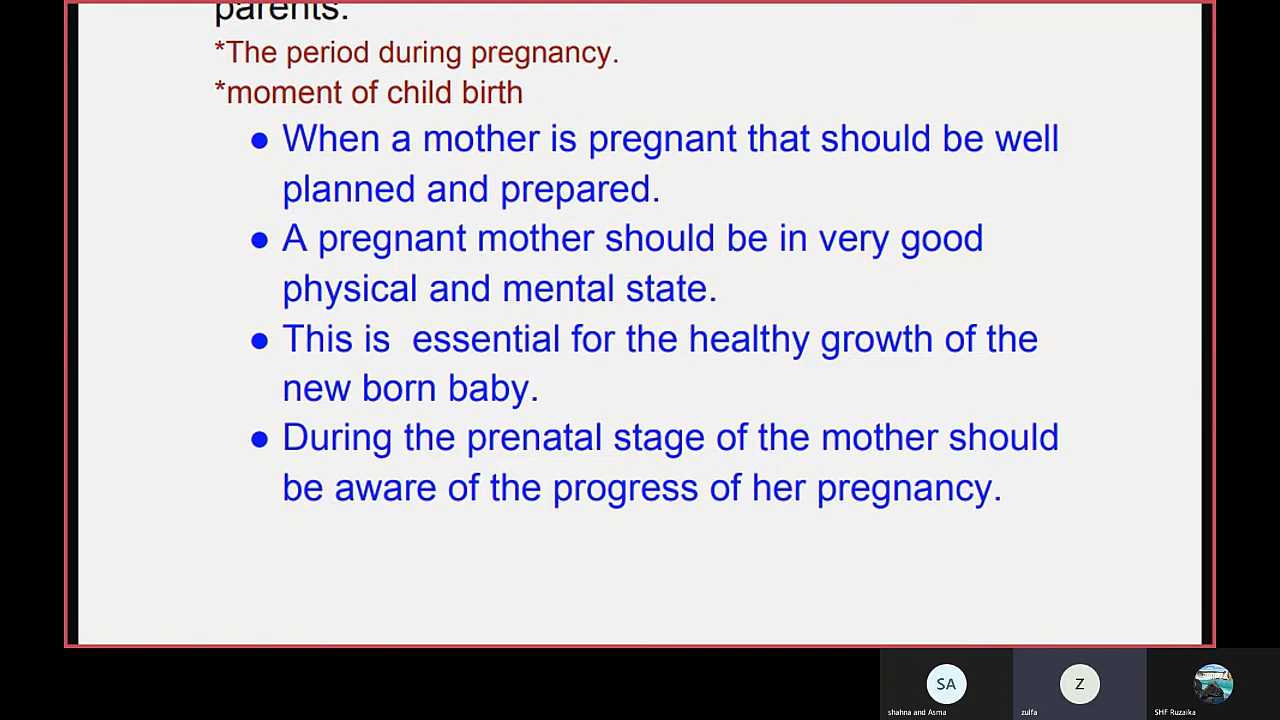 parents.
*The period during pregnancy.
*moment of child birth
● When a mother is pregnant that should be well
planned and prepared.
● A pregnant mother should be in very good
physical and mental state.
● This is  essential for the healthy growth of the
new born baby.
● During the prenatal stage of the mother should
be aware of the progress of her pregnancy.
SA
Z
shahna and Asma
zulfa
SHF Ruzaika